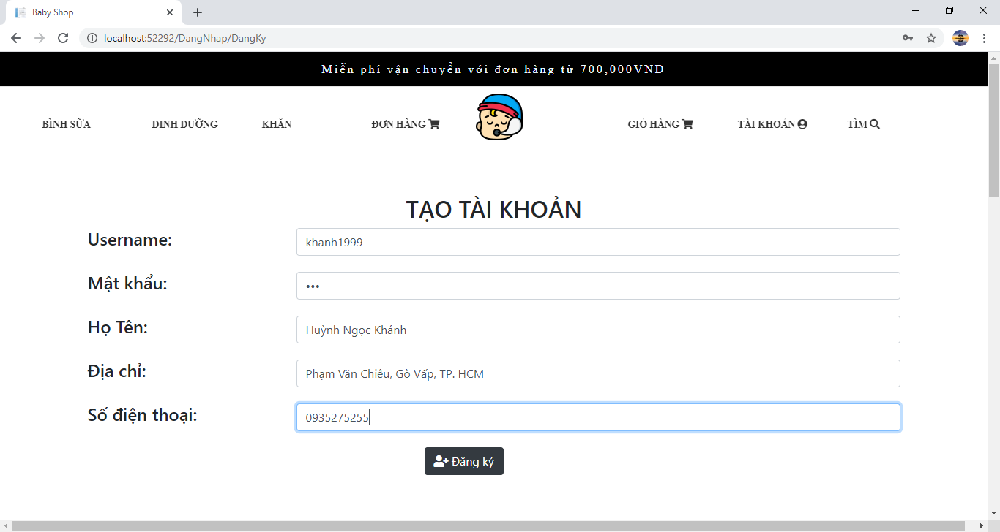 Baby Shop
localhost:52292/DangNhap/DangKy
Miễn phí vận chuyển với đơn hàng từ 700,000VND
BÌNH SỮA DINH DƯỠNG KHĂN ĐƠN HÀNG GIỎ HÀNG TÀI KHOẢN TÌM
TẠO TÀI KHOẢN
Username: khanh1999
Mật khẩu: •••
Họ Tên: Huỳnh Ngọc Khánh
Địa chỉ: Phạm Văn Chiêu, Gò Vấp, TP. HCM
Số điện thoại: 0935275255
Đăng ký